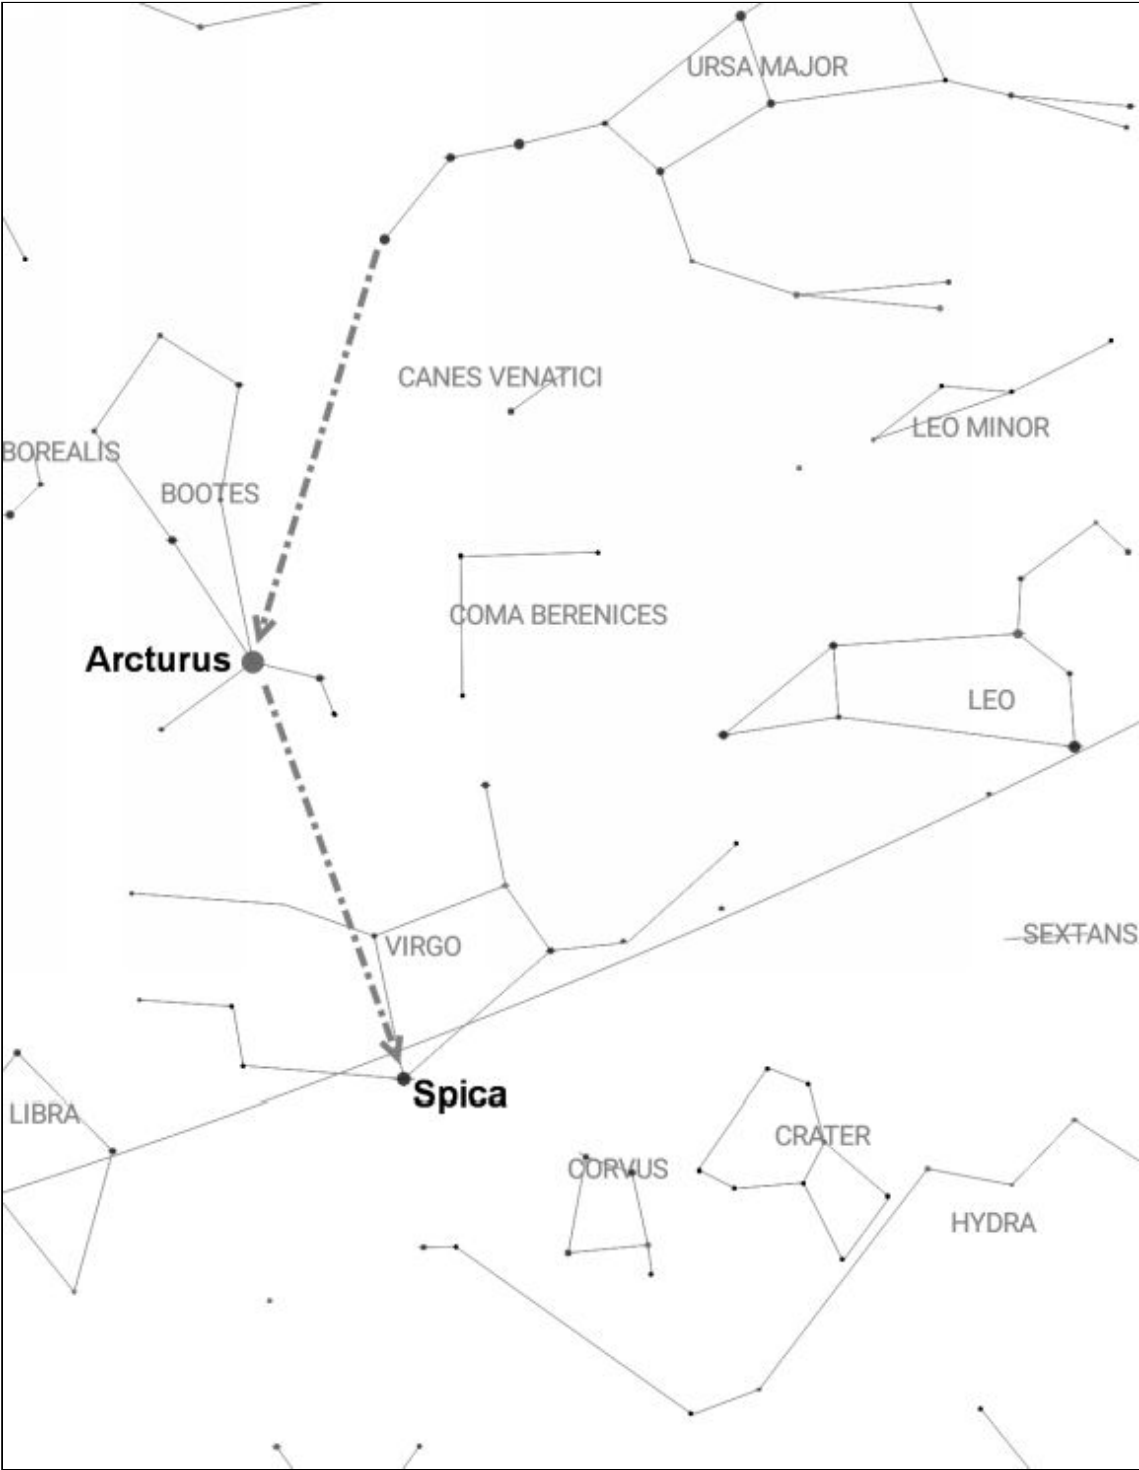 URSA MAJOR
CANES VENATICI
LEO MINOR
BOREALIS
BOOTES
COMA BERENICES
Arcturus
LEO
VIRGO
SEXTANS
Spica
LIBRA
CRATER
CORVUS
HYDRA